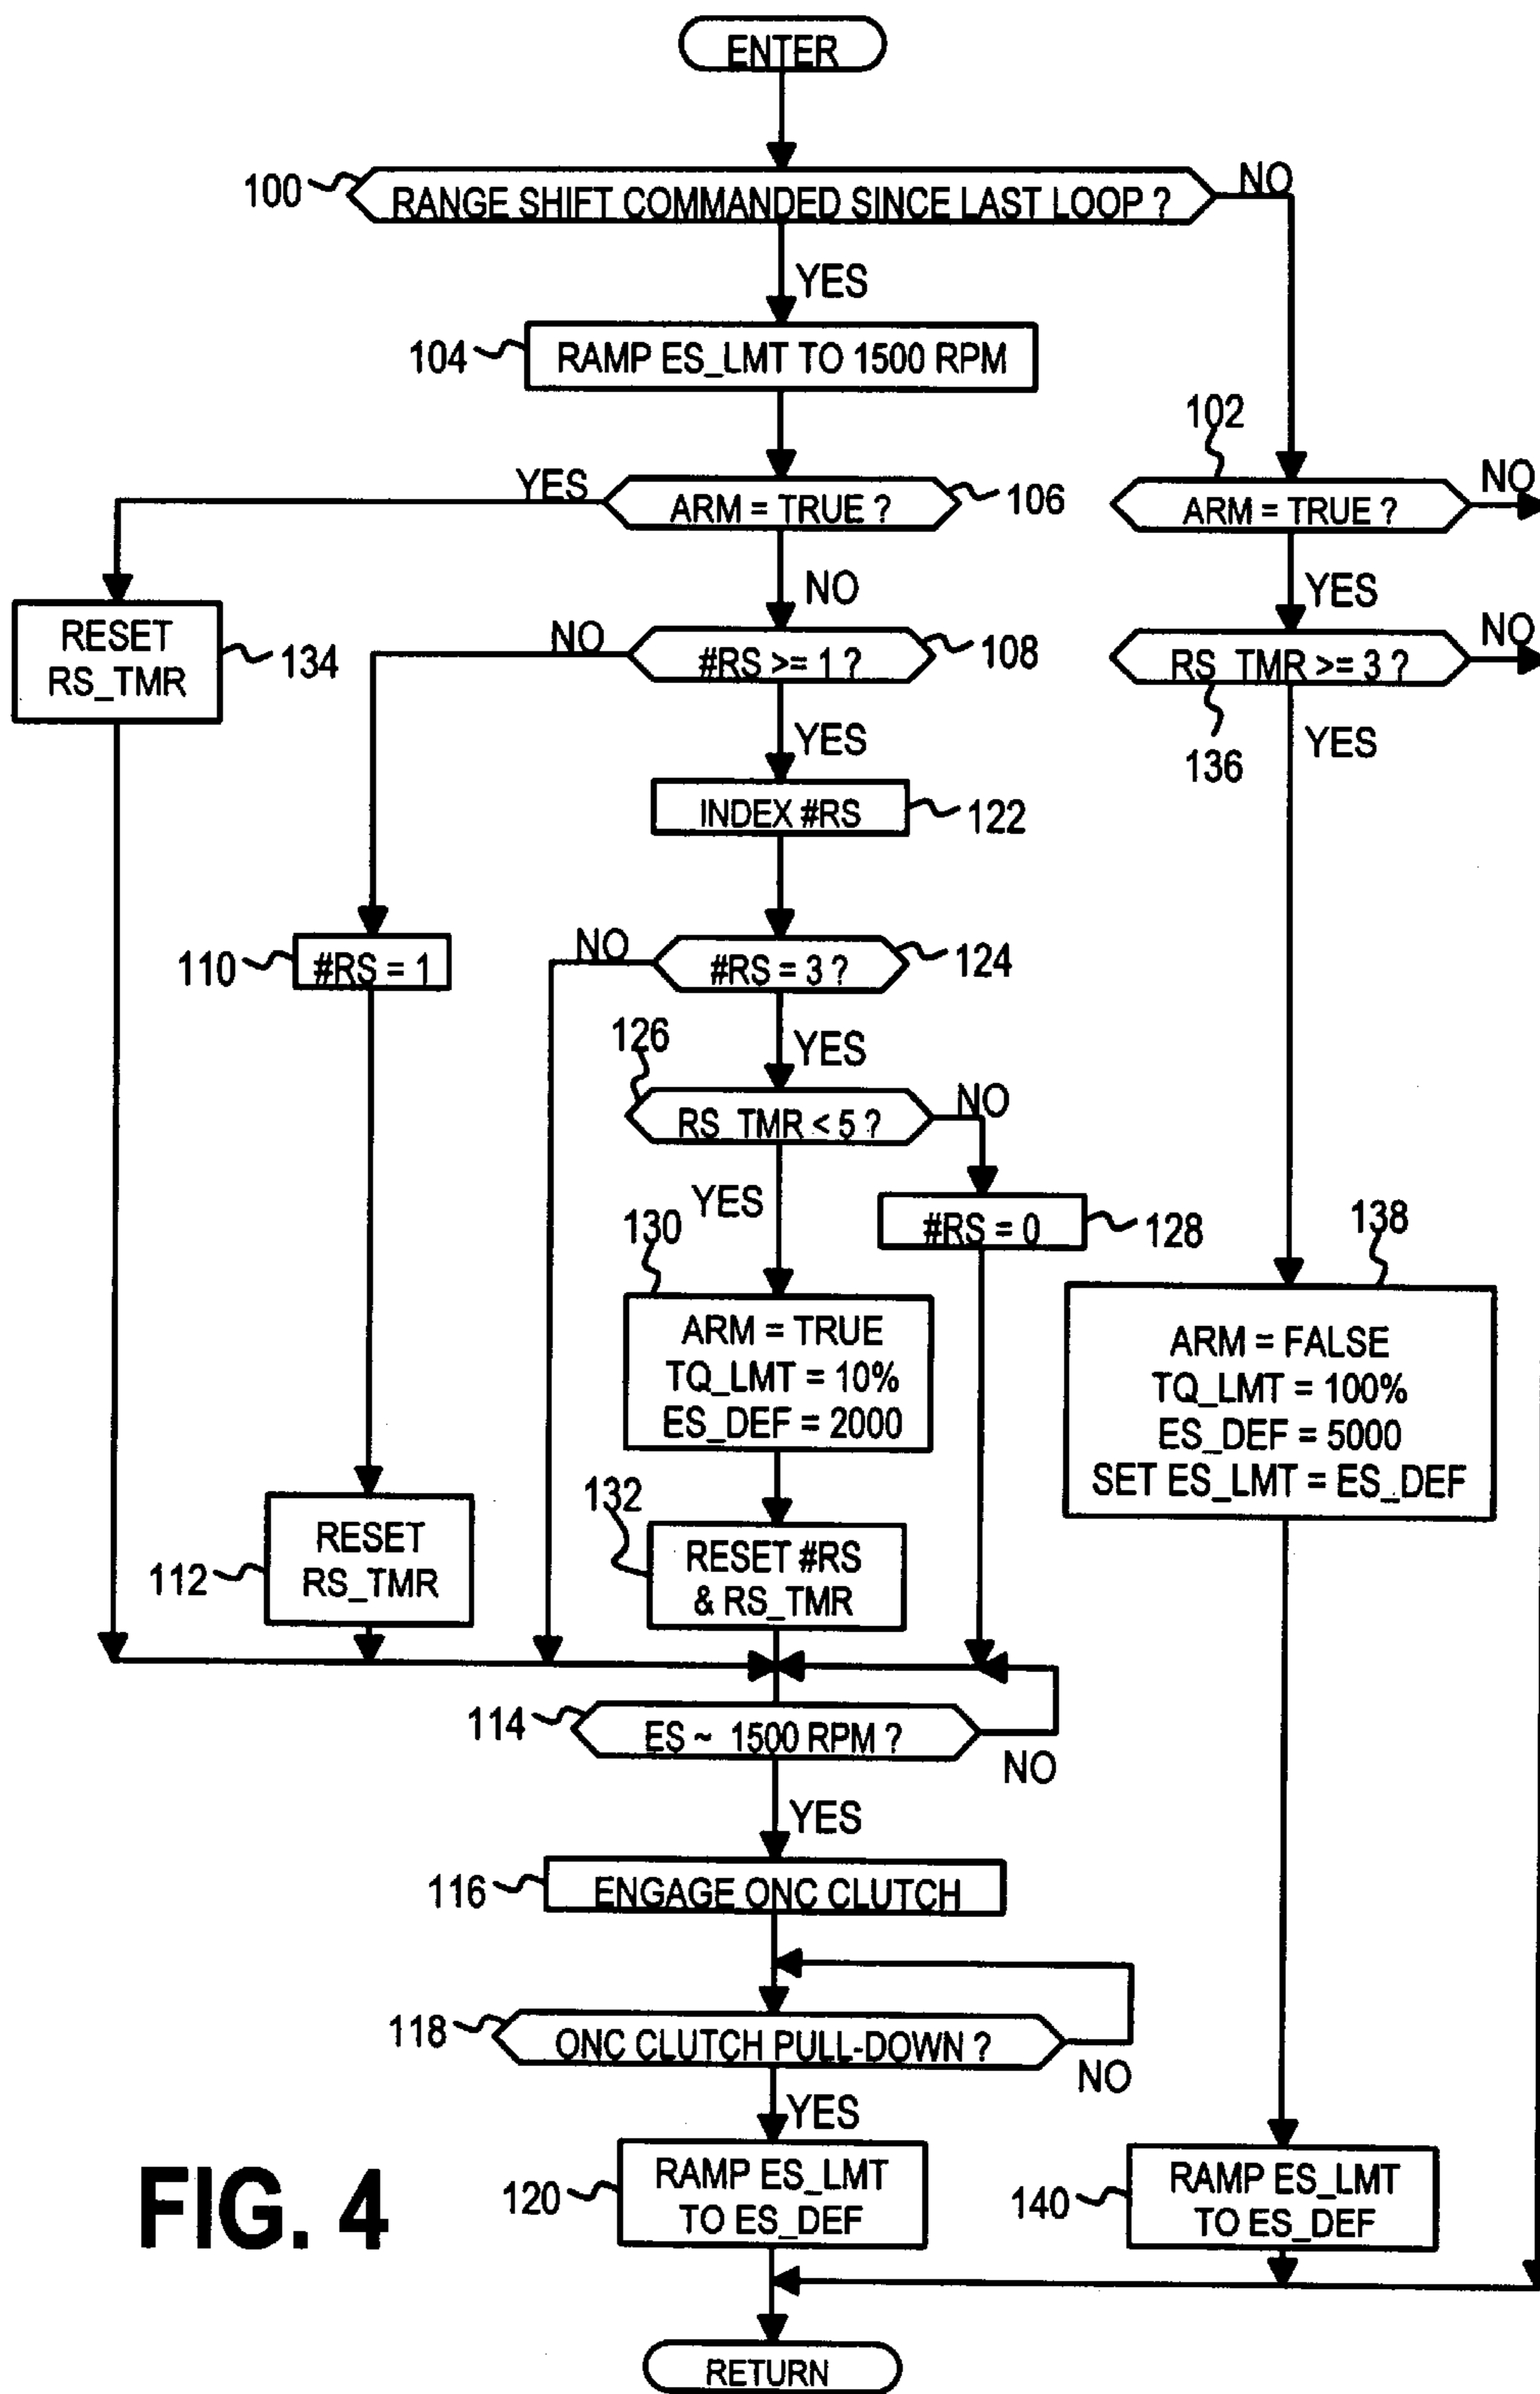 ENTER
100
RANGE SHIFT COMMANDED SINCE LAST LOOP ?
NO
YES
104
RAMP ES_LMT TO 1500 RPM
102
YES
ARM = TRUE ?
106
ARM = TRUE ?
NO
NO
YES
RESET
RS_TMR
134
NO
#RS >= 1 ?
108
RS_TMR >= 3 ?
NO
136
YES
YES
INDEX #RS
122
110
#RS = 1
NO
#RS = 3 ?
124
126
YES
RS_TMR < 5 ?
NO
YES
#RS = 0
128
130
ARM = TRUE
TQ_LMT = 10%
ES_DEF = 2000
138
ARM = FALSE
TQ_LMT = 100%
ES_DEF = 5000
SET ES_LMT = ES_DEF
112
RESET
RS_TMR
132
RESET #RS
& RS_TMR
114
ES ~ 1500 RPM ?
NO
YES
116
ENGAGE ONC CLUTCH
118
ONC CLUTCH PULL-DOWN ?
NO
YES
120
RAMP ES_LMT
TO ES_DEF
140
RAMP ES_LMT
TO ES_DEF
FIG. 4
RETURN